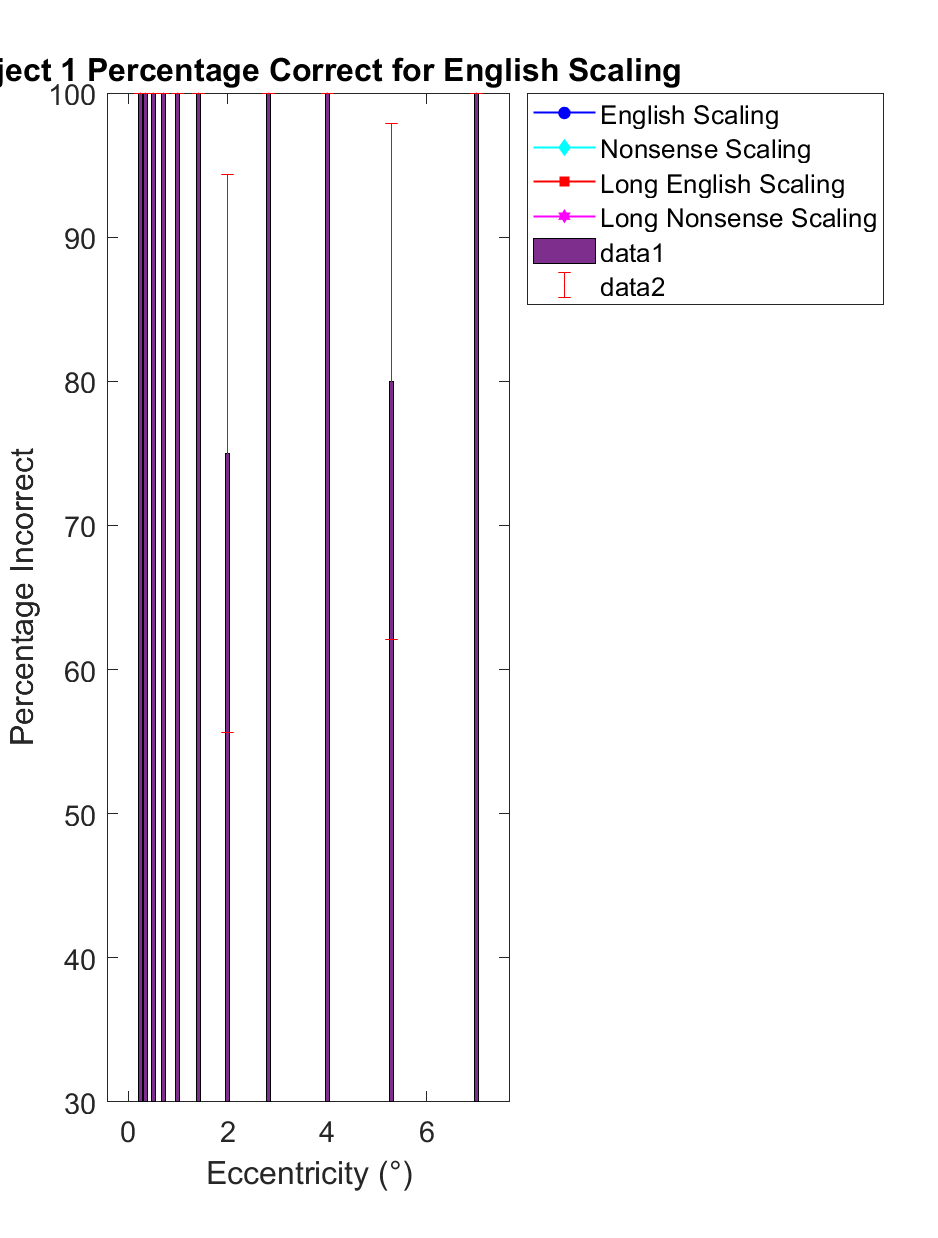 ject 1 Percentage Correct for English Scaling
100
90
80
70
60
50
40
30
Percentage Incorrect
0 2 4 6
Eccentricity (°)
English Scaling
Nonsense Scaling
Long English Scaling
Long Nonsense Scaling
data1
data2